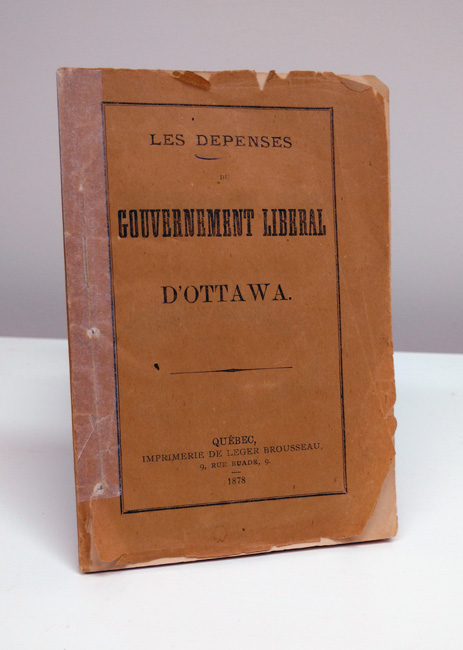 LES DEPENSES
DU
GOUVERNEMENT LIBERAL
D'OTTAWA.
QUÉBEC,
IMPRIMERIE DE LEGER BROUSSEAU,
9, RUE BUADE, 9.
1878